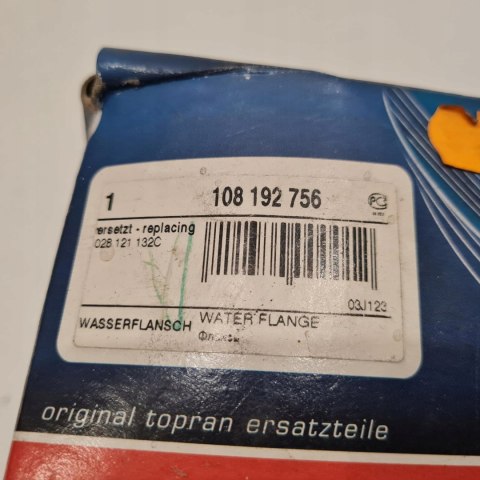 1 108 192 756
ersetzt - replacing
028 121 132C
03J123
WASSERFLANSCH WATER FLANGE
original topran ersatzteile